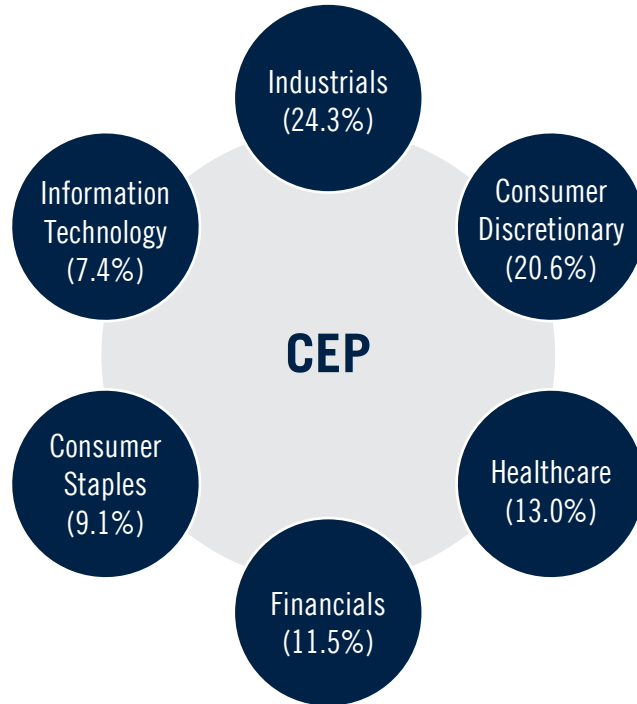 Industrials
(24.3%)
Consumer
Discretionary
(20.6%)
Healthcare
(13.0%)
Financials
(11.5%)
Consumer
Staples
(9.1%)
Information
Technology
(7.4%)
CEP